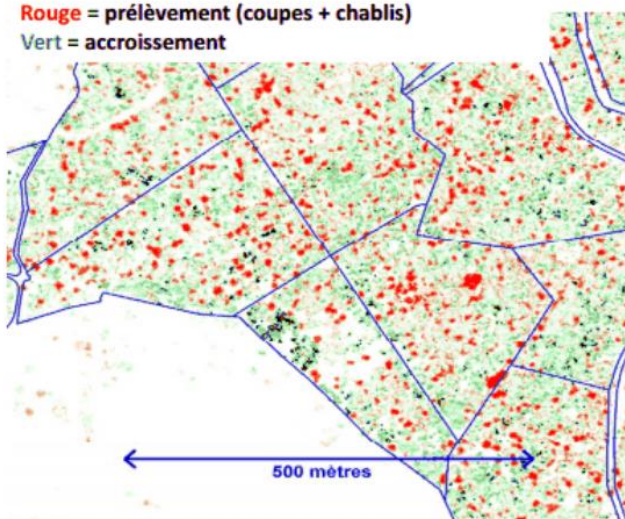 Rouge = prélèvement (coupes + chablis)
Vert = accroissement
500 mètres